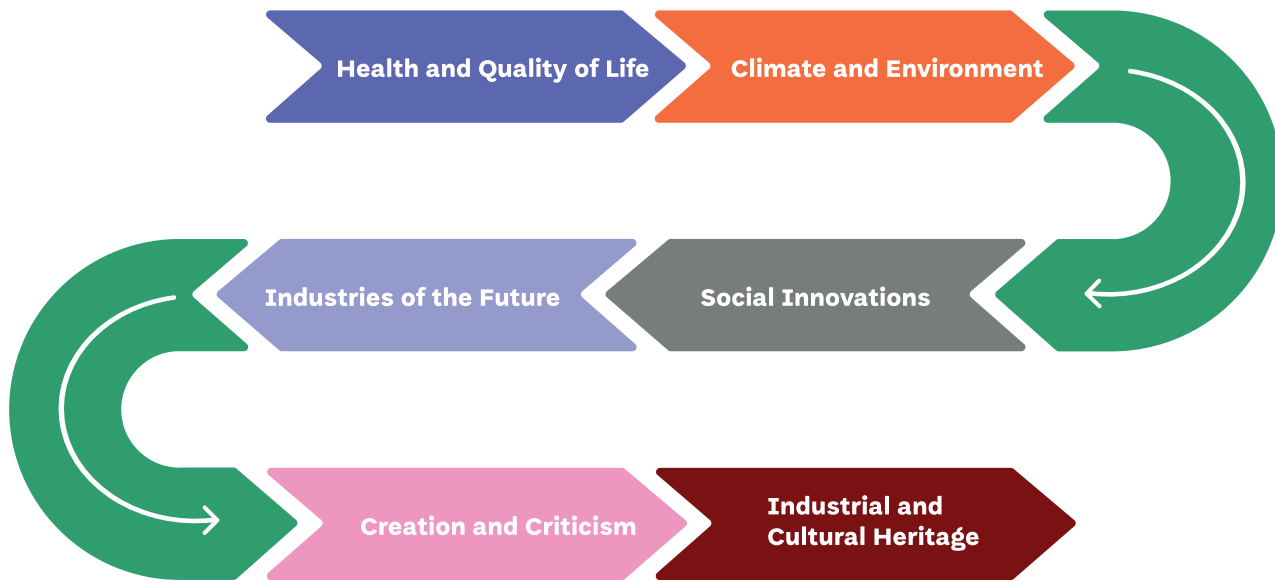 Health and Quality of Life
Climate and Environment
Social Innovations
Industries of the Future
Creation and Criticism
Industrial and
Cultural Heritage